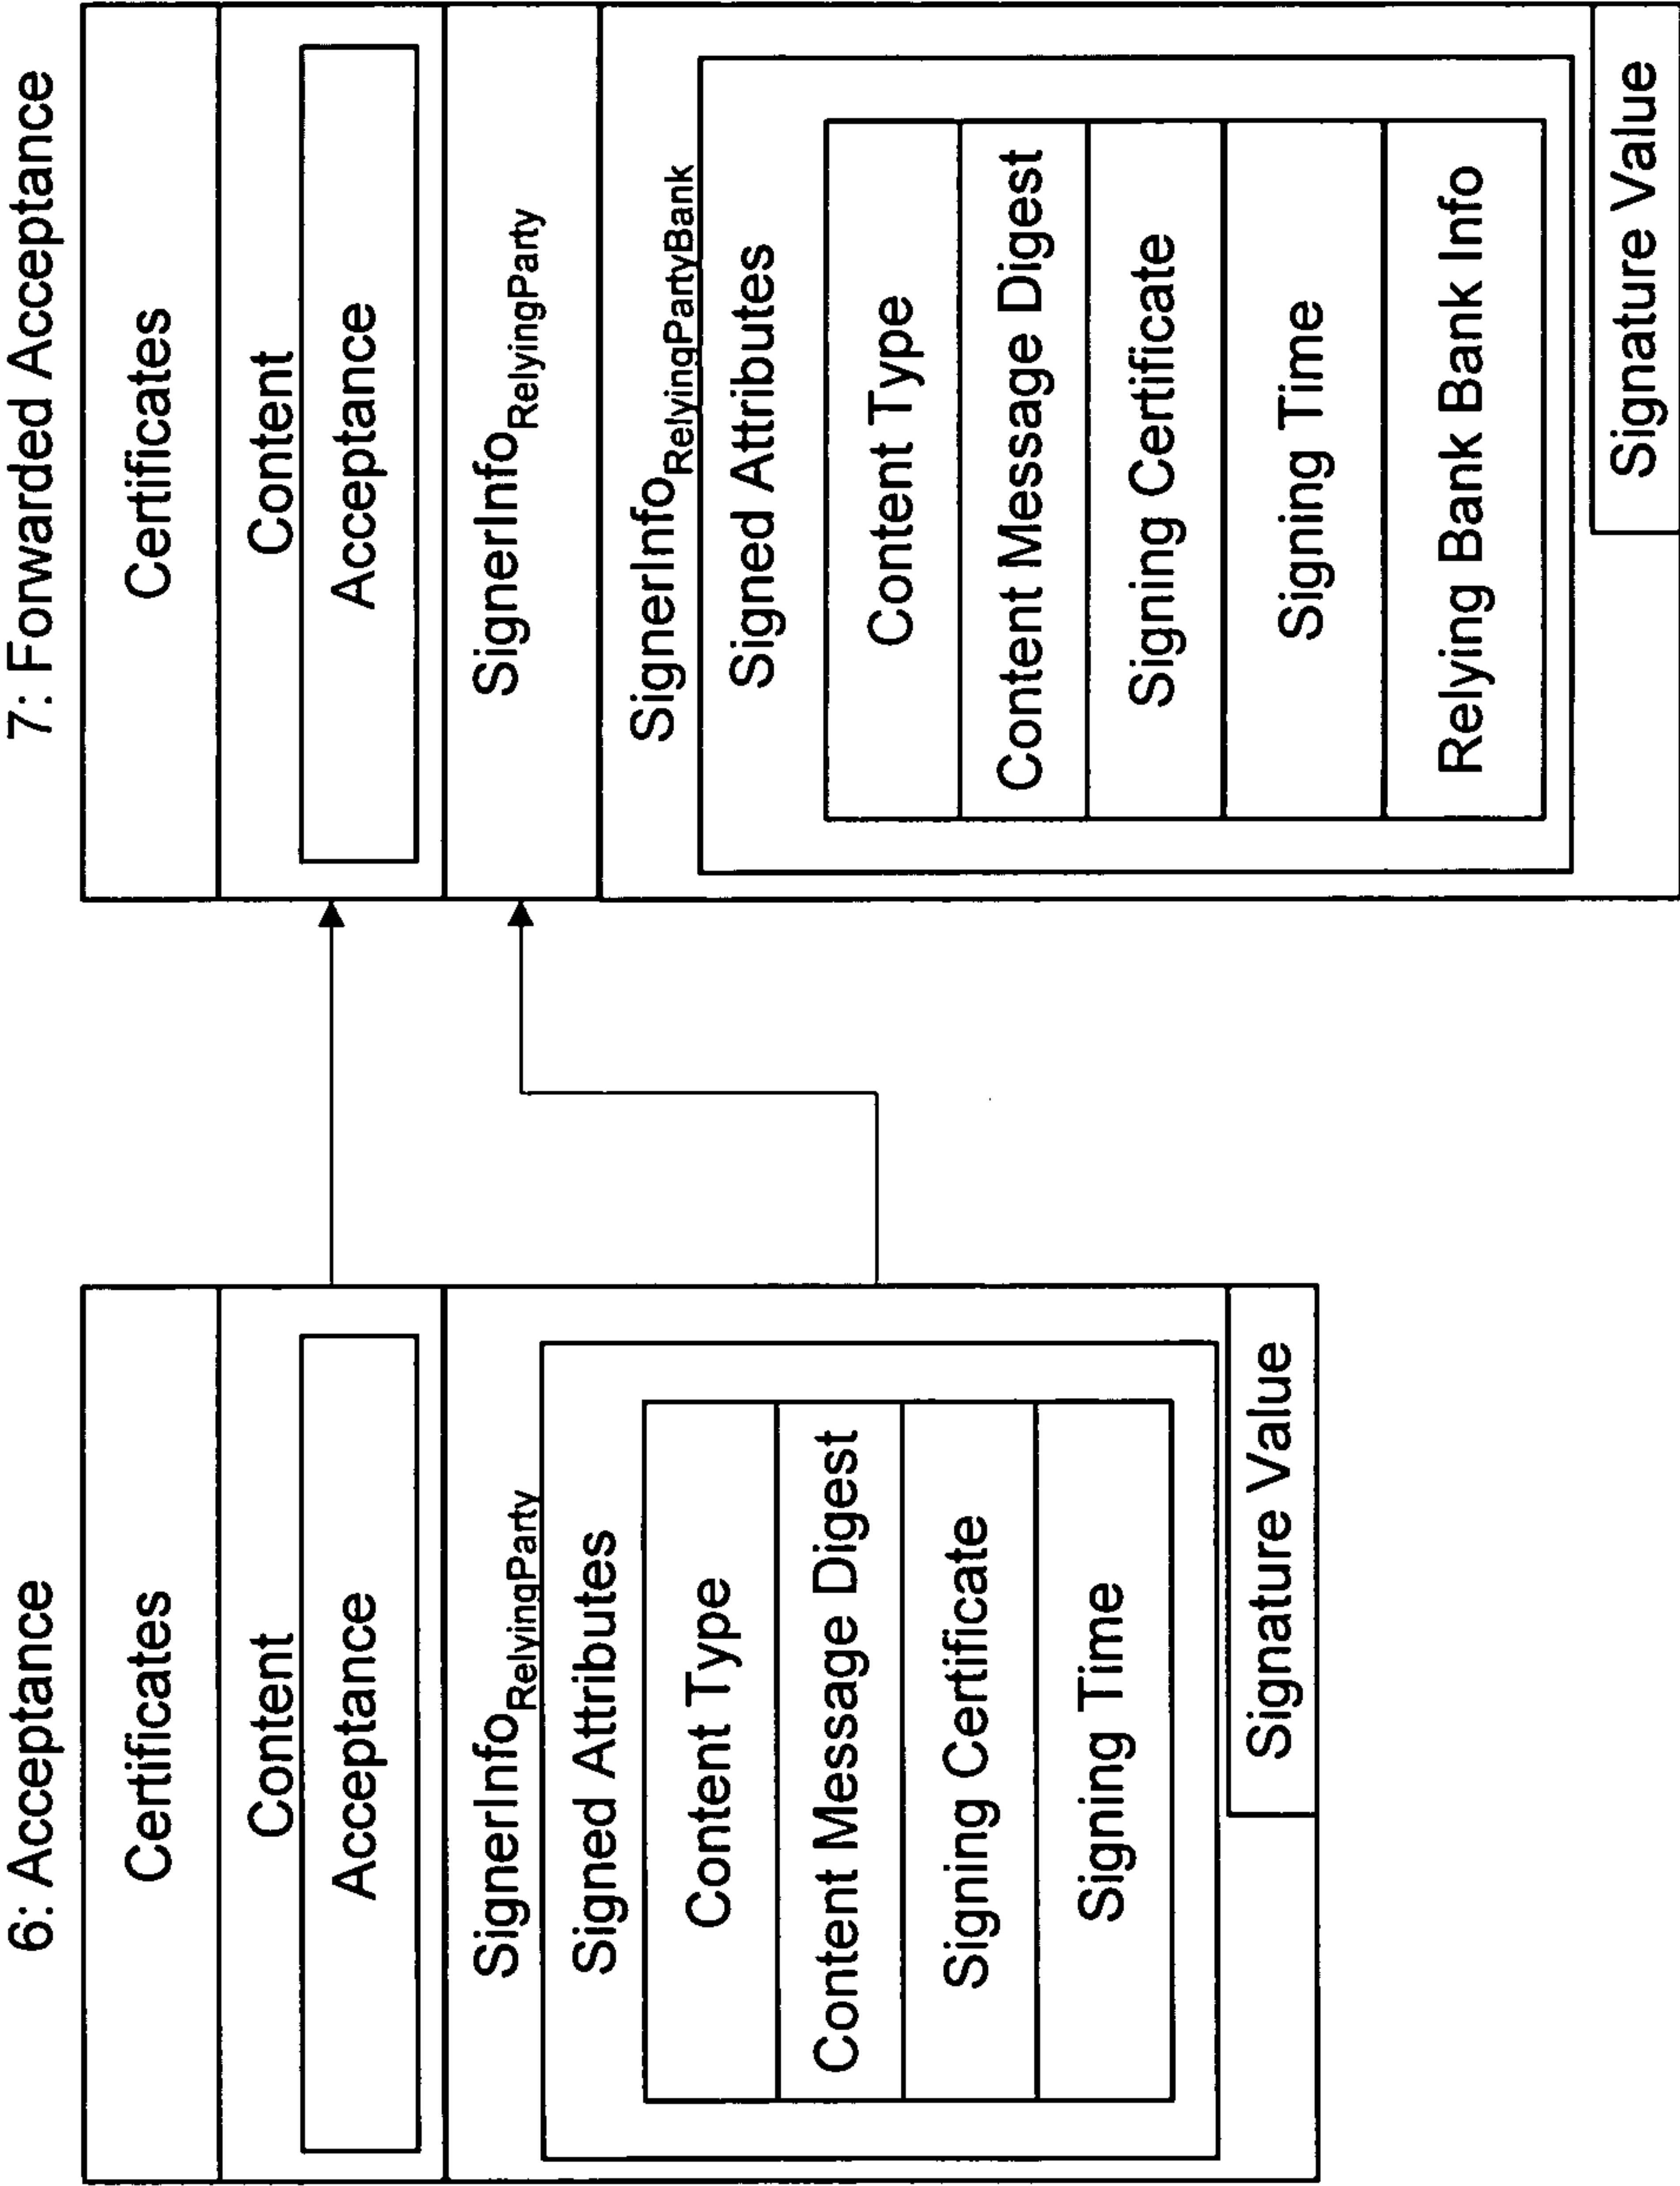 6: Acceptance
Certificates
Content
Acceptance
SignerInfoRelyingParty
Signed Attributes
Content Type
Content Message Digest
Signing Certificate
Signing Time
Signature Value
7: Forwarded Acceptance
Certificates
Content
Acceptance
SignerInfoRelyingParty
SignerInfoRelyingPartyBank
Signed Attributes
Content Type
Content Message Digest
Signing Certificate
Signing Time
Relying Bank Bank Info
Signature Value